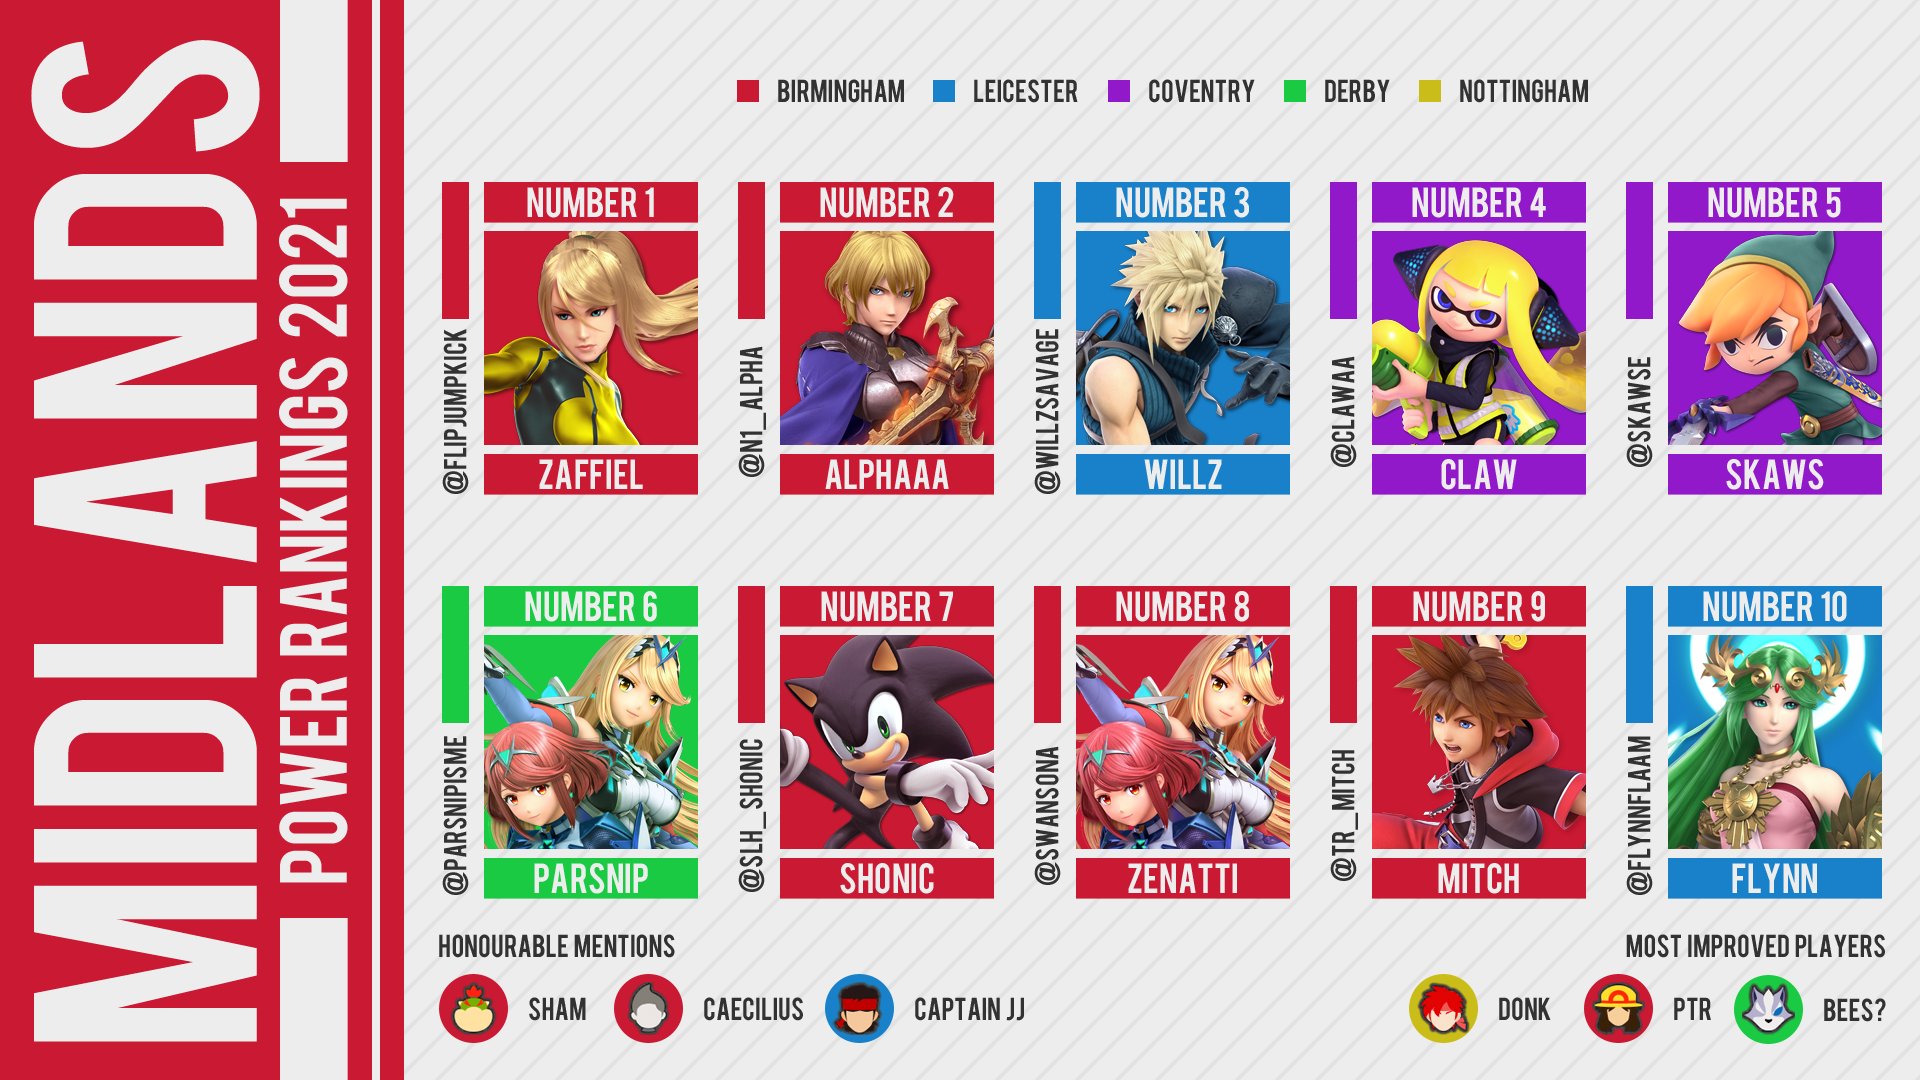 MIDLANDS
POWER RANKINGS 2021
BIRMINGHAM
LEICESTER
COVENTRY
DERBY
NOTTINGHAM
@FLIPJUMPKICK
NUMBER 1
ZAFFIEL
@N1_ALPHA
NUMBER 2
ALPHAAA
@WILLZSAVAGE
NUMBER 3
WILLZ
@CLAWAA
NUMBER 4
CLAW
@SKAWSE
NUMBER 5
SKAWS
@PARSNIPISME
NUMBER 6
PARSNIP
@SLH_SHONIC
NUMBER 7
SHONIC
@SWANSONA
NUMBER 8
ZENATTI
@TR_MITCH
NUMBER 9
MITCH
@FLYNNFLAAM
NUMBER 10
FLYNN
HONOURABLE MENTIONS
SHAM
CAECILIUS
CAPTAIN JJ
MOST IMPROVED PLAYERS
DONK
PTR
BEES?